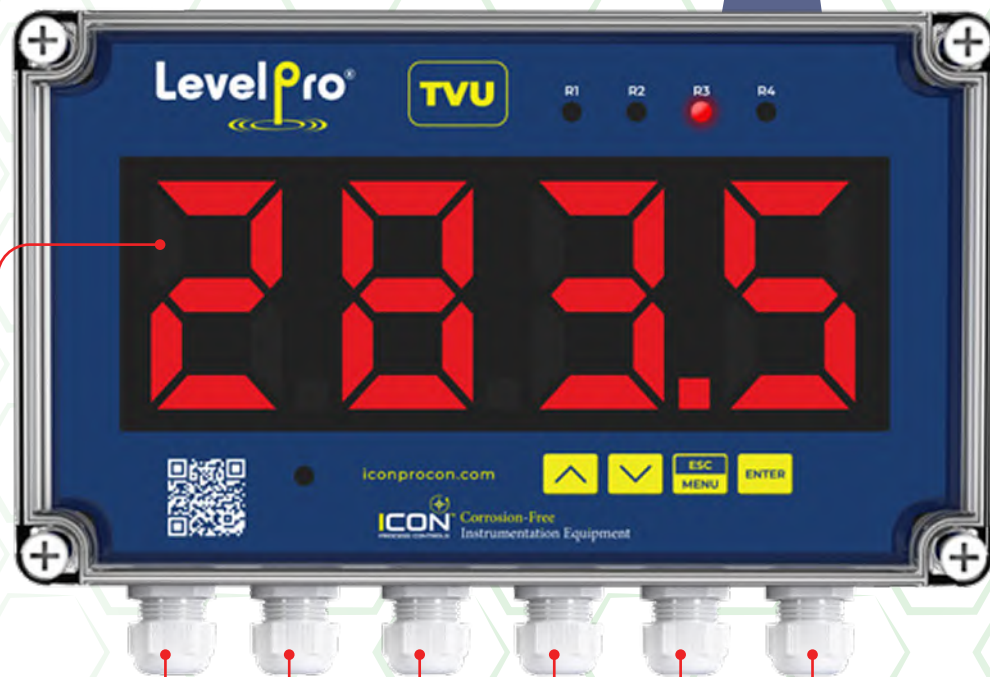 LevelPro®
TVU
R1 R2 R3 R4
283.5
iconprocon.com
ESC
MENU
ENTER
ICON™
PROCESS CONTROLS
Corrosion-Free
Instrumentation Equipment